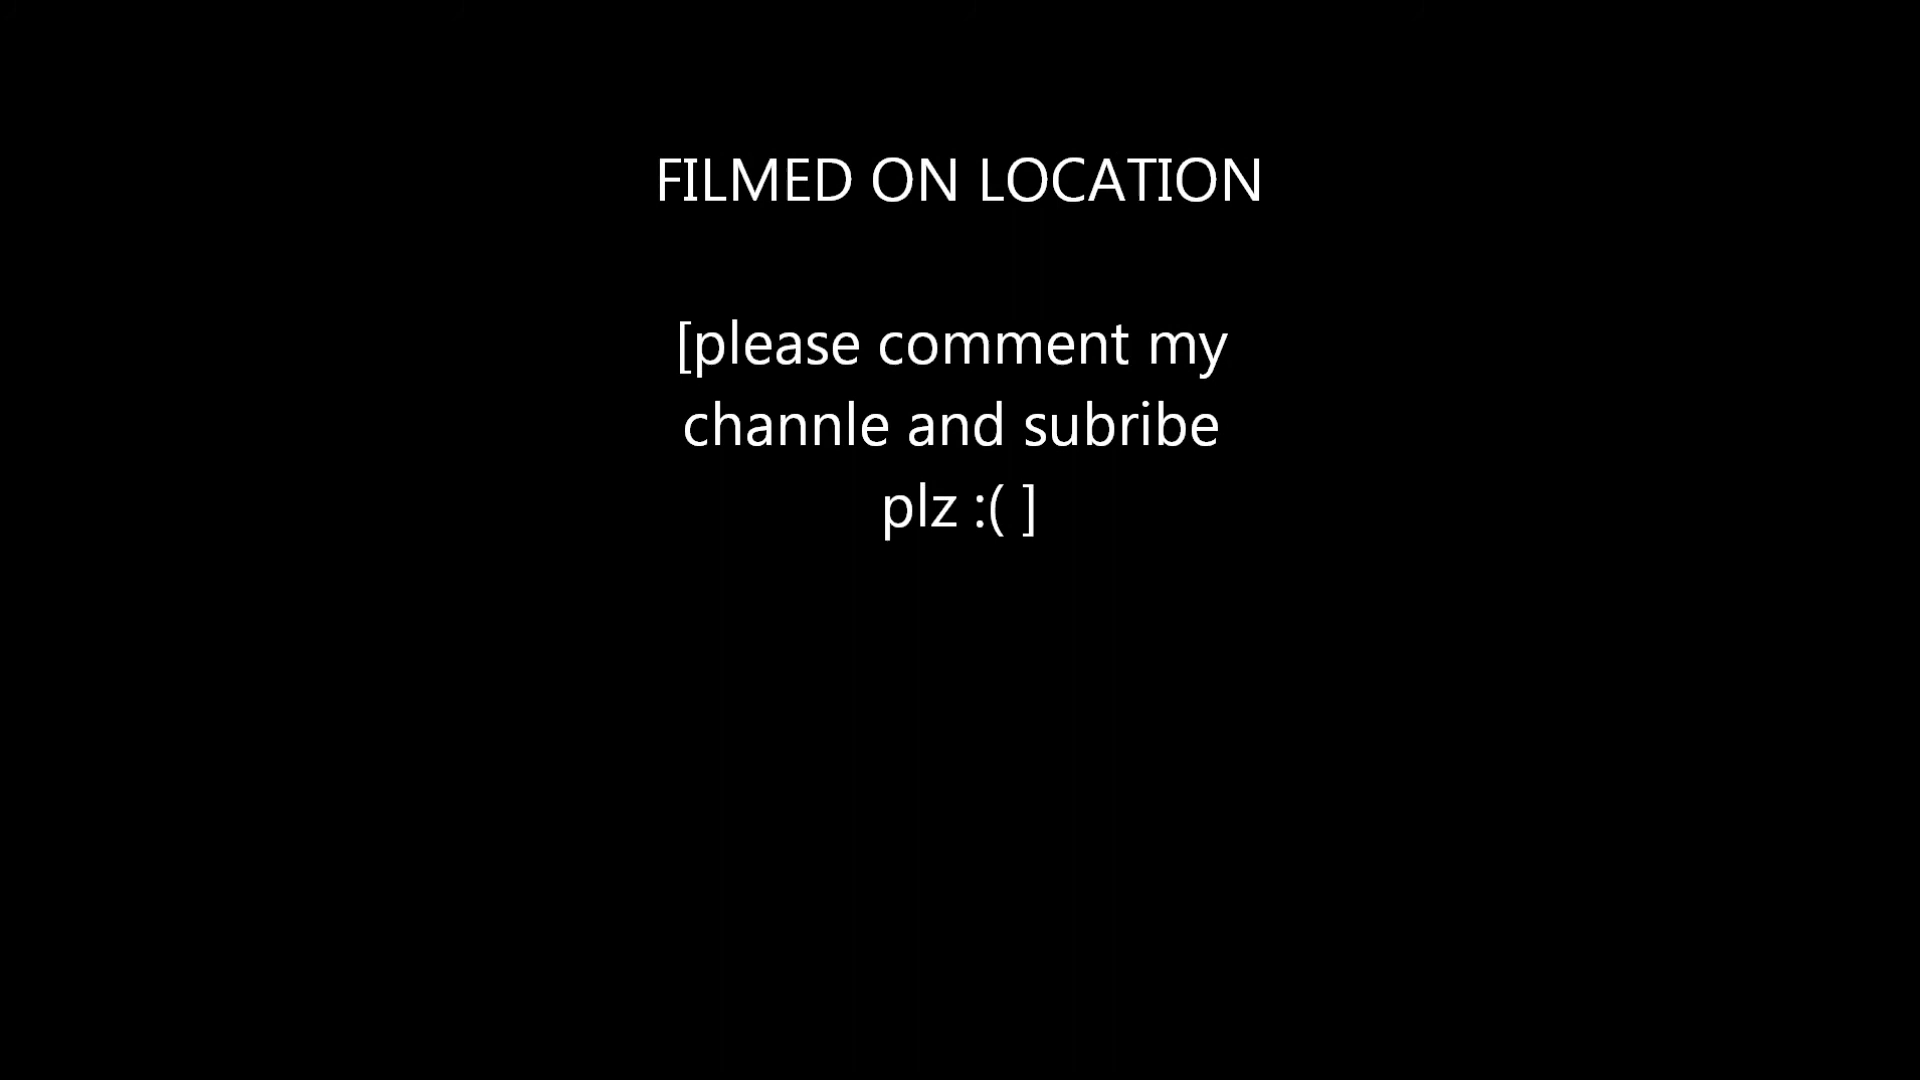 FILMED ON LOCATION
[please comment my
channle and subribe
plz :( ]